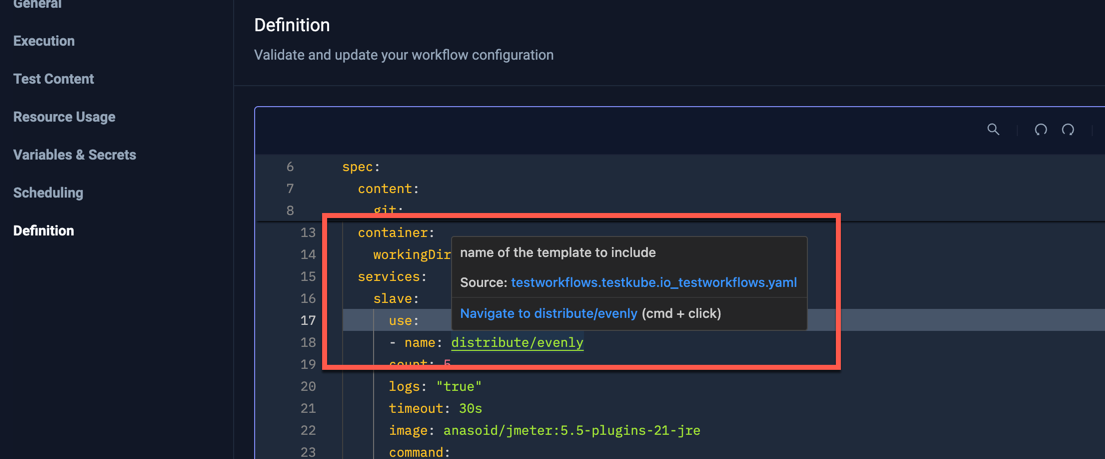 General
Execution
Test Content
Resource Usage
Variables & Secrets
Scheduling
Definition
Definition
Validate and update your workflow configuration
6 spec:
7 content:
8 git:
13 container:
14 workingDir
15 services:
16 slave:
17 use:
18 - name: distribute/evenly
19 count: 5
20 logs: "true"
21 timeout: 30s
22 image: anasoid/jmeter:5.5-plugins-21-jre
23 command:
name of the template to include
Source: testworkflows.testkube.io_testworkflows.yaml
Navigate to distribute/evenly (cmd + click)